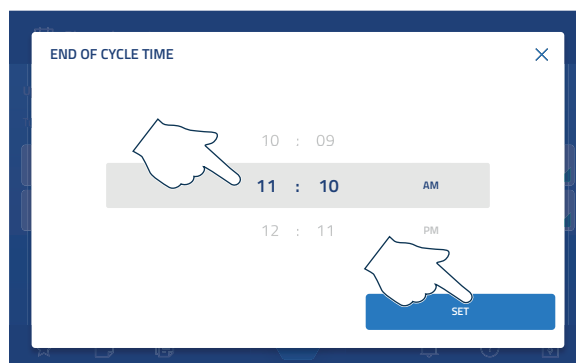 END OF CYCLE TIME
10 : 09
11 : 10 AM
12 : 11 PM
SET